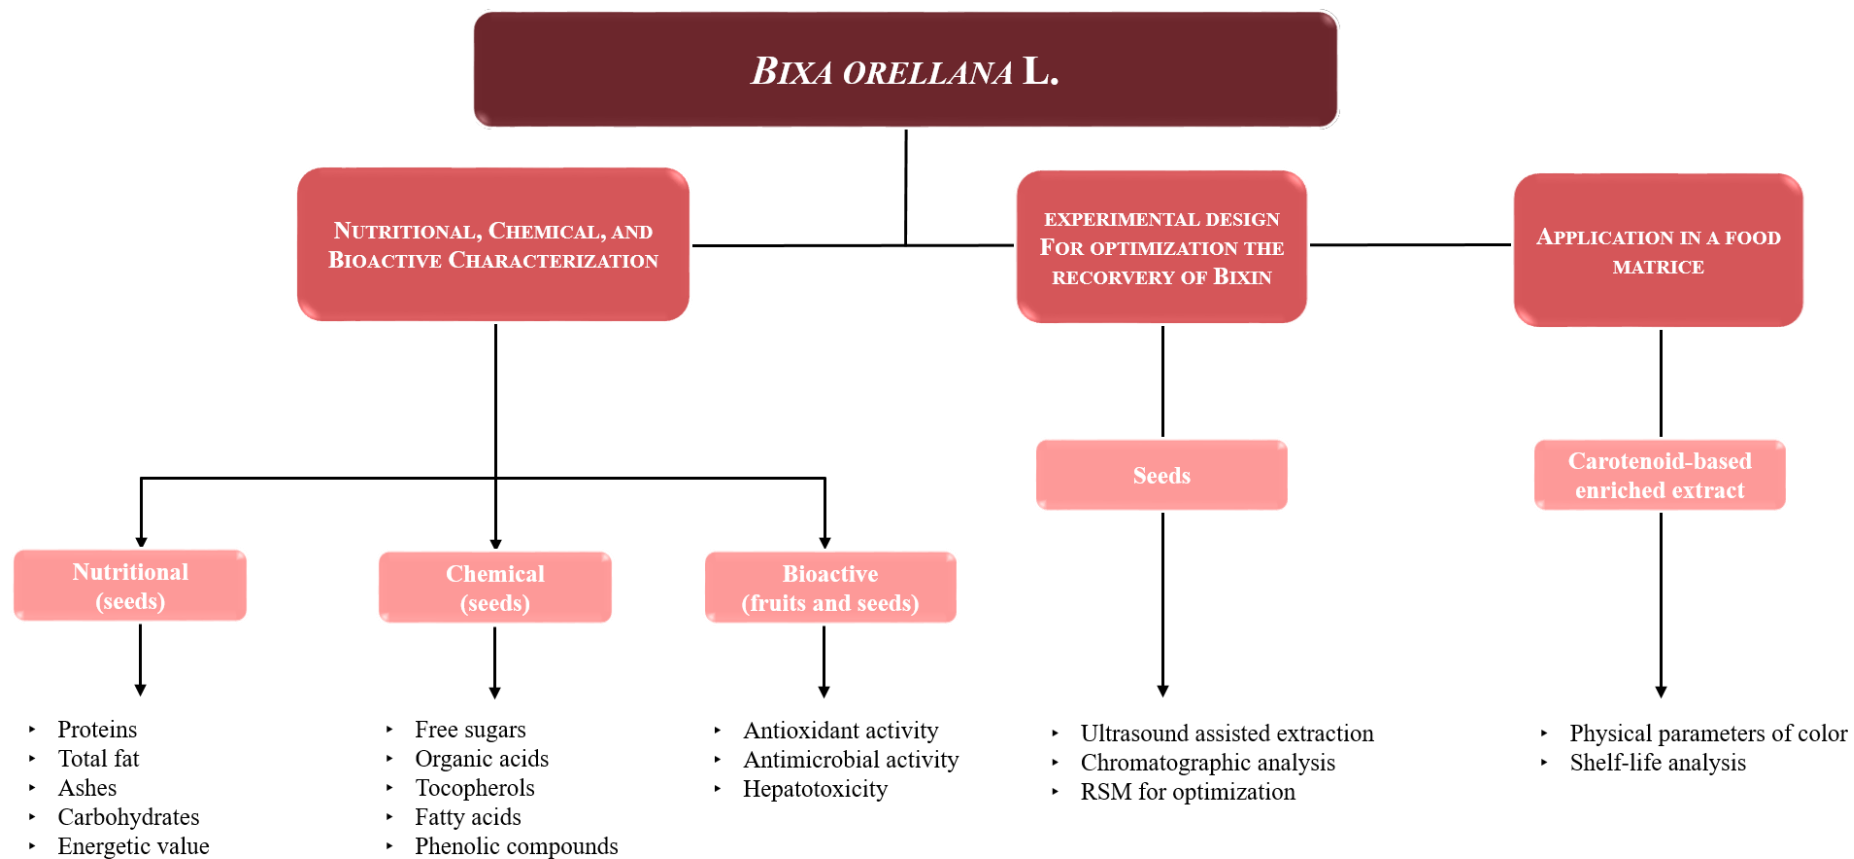 BIXA ORELLANA L.
NUTRITIONAL, CHEMICAL, AND
BIOACTIVE CHARACTERIZATION
EXPERIMENTAL DESIGN
FOR OPTIMIZATION THE
RECORVERY OF BIXIN
APPLICATION IN A FOOD
MATRICE
Nutritional
(seeds)
Chemical
(seeds)
Bioactive
(fruits and seeds)
Seeds
Carotenoid-based
enriched extract
‣ Proteins
‣ Total fat
‣ Ashes
‣ Carbohydrates
‣ Energetic value
‣ Free sugars
‣ Organic acids
‣ Tocopherols
‣ Fatty acids
‣ Phenolic compounds
‣ Antioxidant activity
‣ Antimicrobial activity
‣ Hepatotoxicity
‣ Ultrasound assisted extraction
‣ Chromatographic analysis
‣ RSM for optimization
‣ Physical parameters of color
‣ Shelf-life analysis